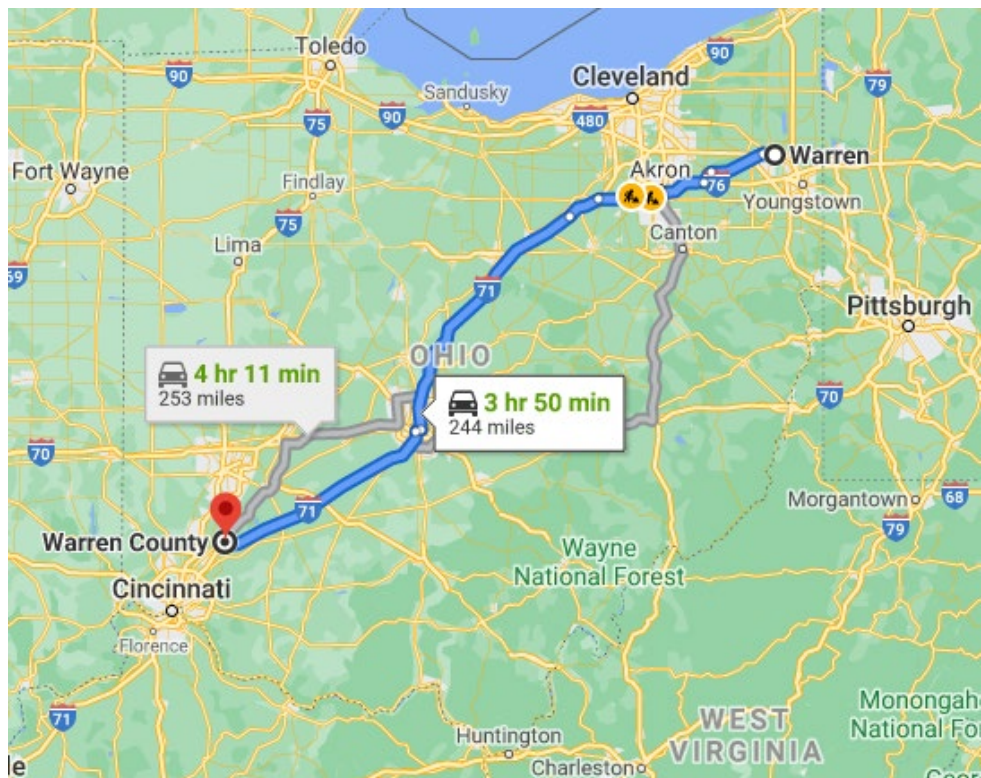 Toledo
90
Cleveland
90
79
Sandusky
75
90
480
Warren
Akron
76
Fort Wayne
Findlay
Youngstown
75
Canton
Lima
69
71
Pittsburgh
OHIO
4 hr 11 min
253 miles
3 hr 50 min
244 miles
70
70
Morgantown
68
71
79
Warren County
Wayne
National Forest
Cincinnati
Florence
Monongah
National Fo
71
WEST
VIRGINIA
Huntington
Charleston
le